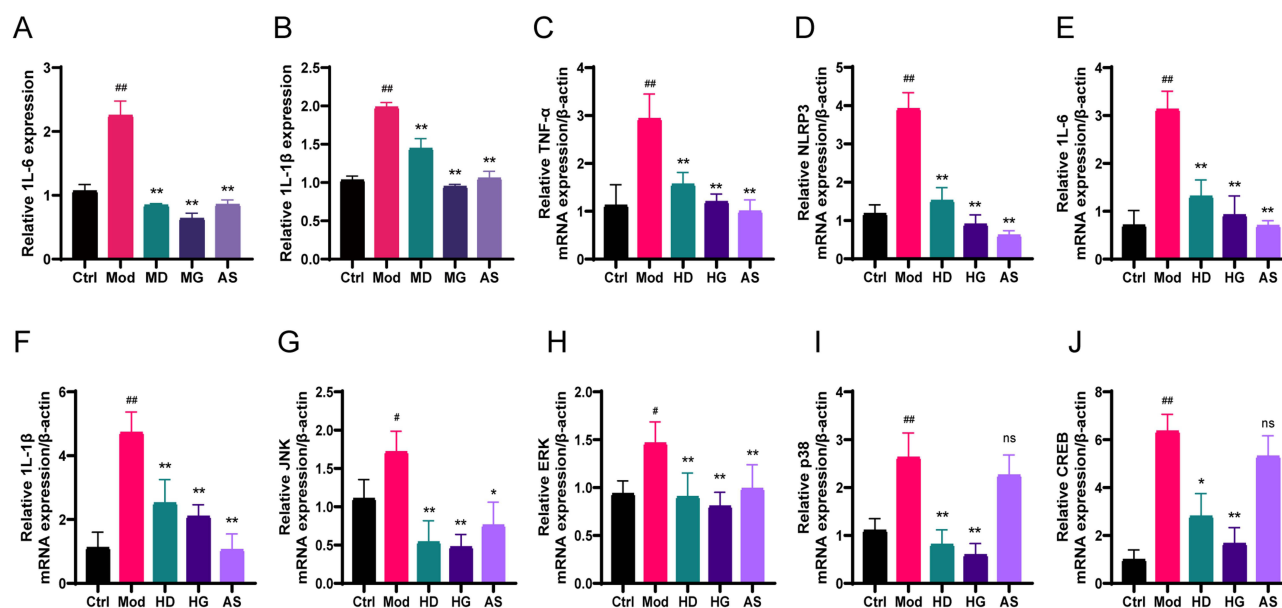 A
Relative 1L-6 expression
3
2
1
0
##
**
**
**
Ctrl Mod MD MG AS
B
Relative 1L-1β expression
2.5
2.0
1.5
1.0
0.5
0.0
##
**
**
**
Ctrl Mod MD MG AS
C
Relative TNF-α
mRNA expression/β-actin
4
3
2
1
0
##
**
**
**
Ctrl Mod HD HG AS
D
Relative NLRP3
mRNA expression/β-actin
5
4
3
2
1
0
##
**
**
**
Ctrl Mod HD HG AS
E
Relative 1L-6
mRNA expression/β-actin
4
3
2
1
0
##
**
**
**
Ctrl Mod HD HG AS
F
Relative 1L-1β
mRNA expression/β-actin
6
4
2
0
##
**
**
**
Ctrl Mod HD HG AS
G
Relative JNK
mRNA expression/β-actin
2.5
2.0
1.5
1.0
0.5
0.0
#
**
**
*
Ctrl Mod HD HG AS
H
Relative ERK
mRNA expression/β-actin
2.0
1.5
1.0
0.5
0.0
#
**
**
**
Ctrl Mod HD HG AS
I
Relative p38
mRNA expression/β-actin
4
3
2
1
0
##
**
**
ns
Ctrl Mod HD HG AS
J
Relative CREB
mRNA expression/β-actin
8
6
4
2
0
##
*
**
ns
Ctrl Mod HD HG AS